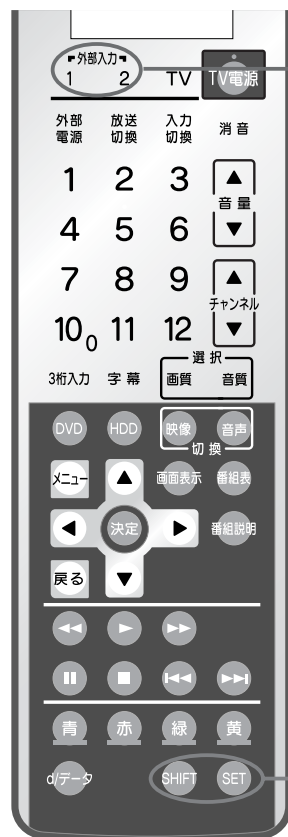 外部入力
1 2 TV TV電源
外部電源 放送切換 入力切換 消音
1 2 3
音量
4 5 6
7 8 9
チャンネル
10 0 11 12
選択
3桁入力 字幕 画質 音質
DVD HDD 映像 音声
切換
メニュー 画面表示 番組表
決定 番組説明
戻る
青 赤 緑 黄
d/データ SHIFT SET